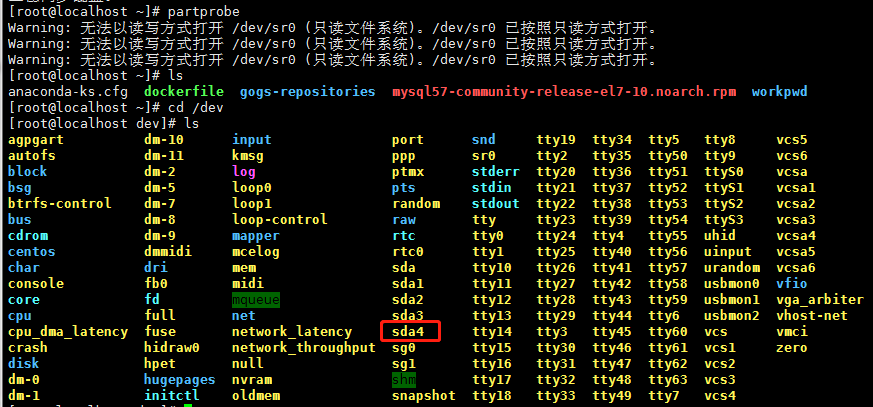 [root@localhost ~]# partprobe
Warning: 无法以读写方式打开 /dev/sr0 (只读文件系统)。/dev/sr0 已按照只读方式打开。
Warning: 无法以读写方式打开 /dev/sr0 (只读文件系统)。/dev/sr0 已按照只读方式打开。
Warning: 无法以读写方式打开 /dev/sr0 (只读文件系统)。/dev/sr0 已按照只读方式打开。
[root@localhost ~]# ls
anaconda-ks.cfg dockerfile gogs-repositories mysql57-community-release-el7-10.noarch.rpm workpwd
[root@localhost ~]# cd /dev
[root@localhost dev]# ls
agpgart dm-10 input port snd tty19 tty34 tty5 tty8 vcs5
autofs dm-11 kmsg ppp sr0 tty2 tty35 tty50 tty9 vcs6
block dm-2 log ptmx stderr tty20 tty36 tty51 ttyS0 vcsa
bsg dm-5 loop0 pts stdin tty21 tty37 tty52 ttyS1 vcsa1
btrfs-control dm-7 loop1 random stdout tty22 tty38 tty53 ttyS2 vcsa2
bus dm-8 loop-control raw tty tty23 tty39 tty54 ttyS3 vcsa3
cdrom dm-9 mapper rtc tty0 tty24 tty4 tty55 uhid vcsa4
centos dmmidi mcelog rtc0 tty1 tty25 tty40 tty56 uinput vcsa5
char dri mem sda tty10 tty26 tty41 tty57 urandom vcsa6
console fb0 midi sda1 tty11 tty27 tty42 tty58 usbmon0 vfio
core fd mqueue sda2 tty12 tty28 tty43 tty59 usbmon1 vga_arbiter
cpu full net sda3 tty13 tty29 tty44 tty6 usbmon2 vhost-net
cpu_dma_latency fuse network_latency sda4 tty14 tty3 tty45 tty60 vcs vmci
crash hidraw0 network_throughput sg0 tty15 tty30 tty46 tty61 vcs1 zero
disk hpet null sg1 tty16 tty31 tty47 tty62 vcs2
dm-0 hugepages nvram shm tty17 tty32 tty48 tty63 vcs3
dm-1 initctl oldmem snapshot tty18 tty33 tty49 tty7 vcs4